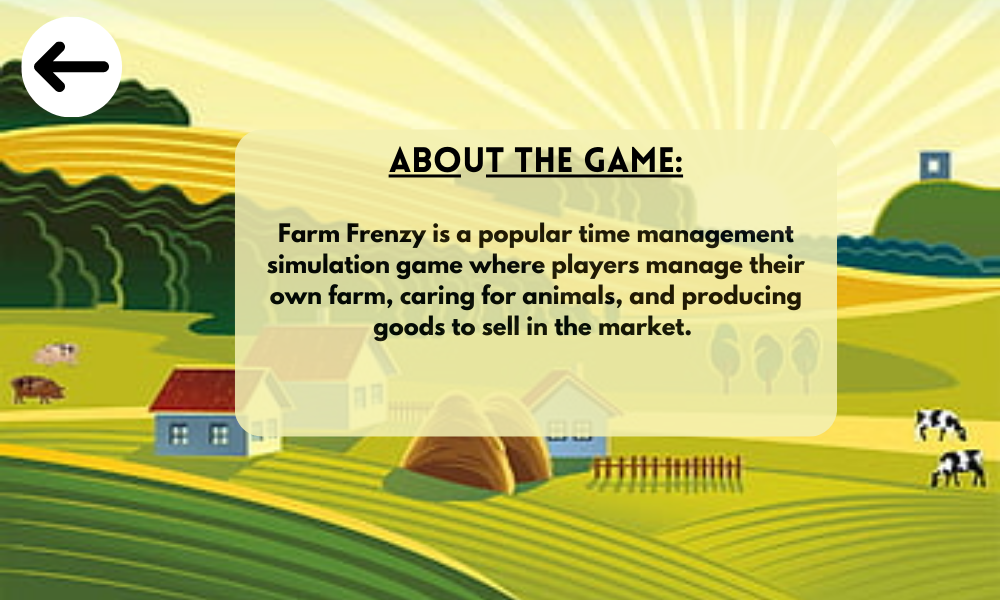 ABOUT THE GAME:
Farm Frenzy is a popular time management
simulation game where players manage their
own farm, caring for animals, and producing
goods to sell in the market.